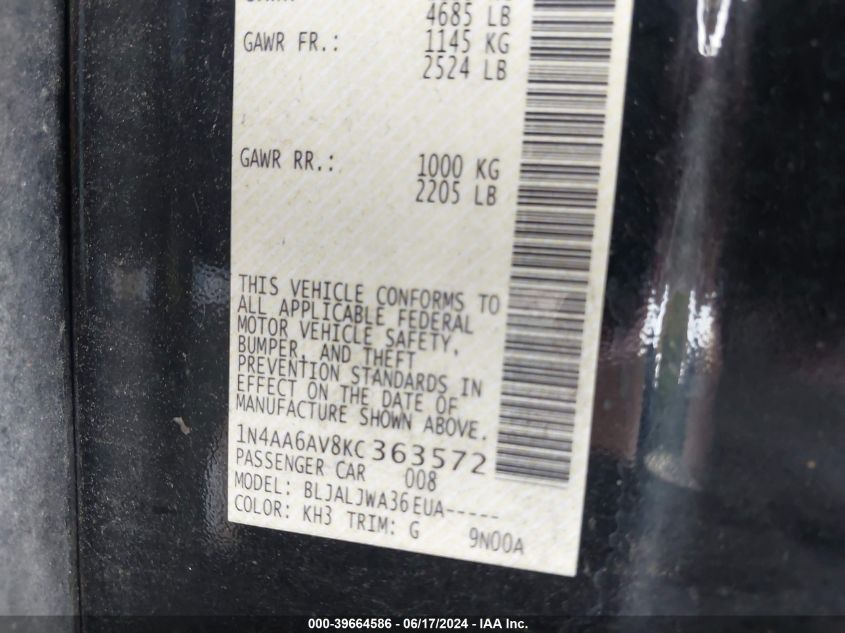 4685 LB
GAWR FR.: 1145 KG
2524 LB
GAWR RR.: 1000 KG
2205 LB
THIS VEHICLE CONFORMS TO
ALL APPLICABLE FEDERAL
MOTOR VEHICLE SAFETY,
BUMPER, AND THEFT
PREVENTION STANDARDS IN
EFFECT ON THE DATE OF
MANUFACTURE SHOWN ABOVE.
1N4AA6AV8KC363572
PASSENGER CAR 008
MODEL: BLJALJWA36EUA-----
COLOR: KH3 TRIM: G 9N00A
000-39664586 - 06/17/2024 - IAA Inc.